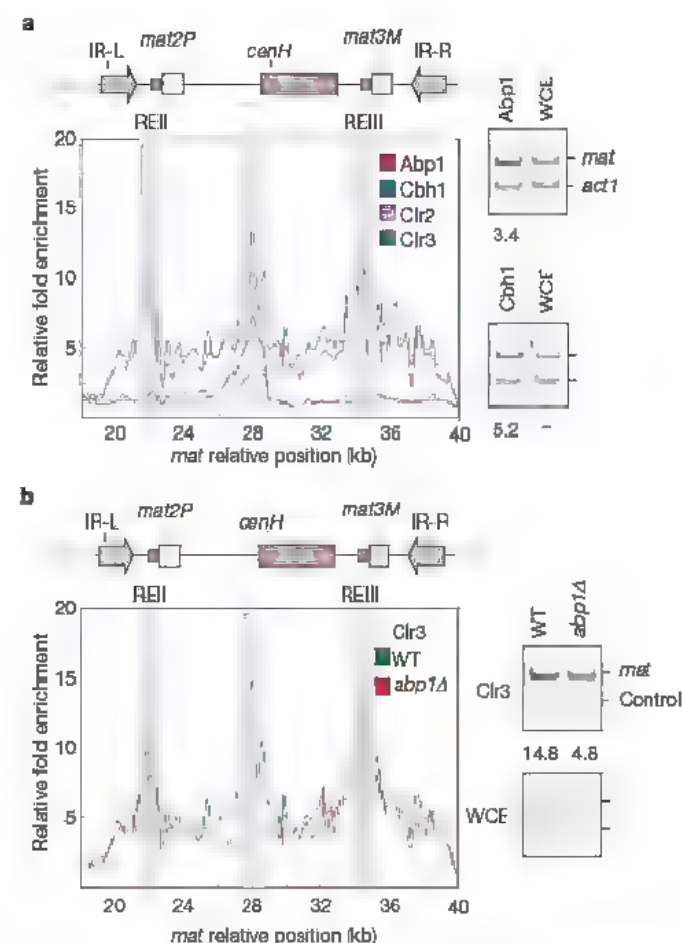 a
IR-L mat2P cenH mat3M IR-R
REII REIII
Relative fold enrichment
20
15
10
5
Abp1
Cbh1
Clr2
Clr3
20 24 28 32 36 40
mat relative position (kb)
Abp1 WCE
mat
act1
3.4
Cbh1 WCE
5.2 –
b
IR-L mat2P cenH mat3M IR-R
REII REIII
Relative fold enrichment
20
15
10
5
Clr3
WT
abp1Δ
20 24 28 32 36 40
mat relative position (kb)
WT abp1Δ
Clr3
mat
Control
14.8 4.8
WCE